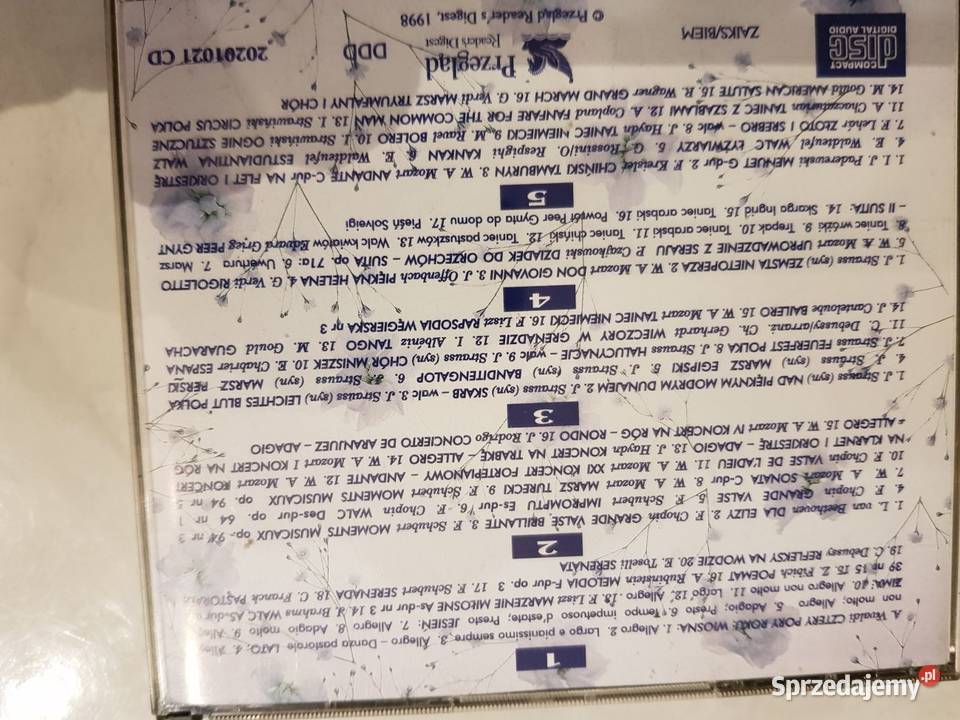 1
A. Vivaldi CZTERY PORY ROKU: WIOSNA: 1. Allegro 2. Largo e pianissimo sempre 3. Allegro – Danza pastorale LATO: 4. Allegro
non molto; Allegro 5. Adagio; Presto 6. Tempo impetuoso d'estate; Presto JESIEŃ: 7. Allegro 8. Adagio molto 9. Allegro
ZIMA: 10. Allegro non molto 11. Largo 12. Allegro 13. F. Liszt MARZENIE MIŁOSNE As-dur nr 3 14. J. Brahms WALC AS-DUR op.
39 nr 15 15. Z. Fibich POEMAT 16. A. Rubinstein MELODIA F-dur op. 3 17. F. Schubert SERENADA 18. C. Franck PASTORALE
19. C. Debussy REFLEKSY NA WODZIE 20. E. Toselli SERENATA
2
1. L. van Beethoven DLA ELIZY 2. F. Chopin GRANDE VALSE BRILLANTE 3. F. Schubert MOMENTS MUSICAUX op. 94 nr 3
4. F. Chopin GRANDE VALSE 5. F. Schubert IMPROMPTU Es-dur 6. F. Chopin WALC Des-dur op. 64 nr 1
7. W. A. Mozart SONATA C-dur 8. W. A. Mozart MARSZ TURECKI 9. F. Schubert MOMENTS MUSICAUX op. 94 nr 5
10. F. Chopin VALSE DE L'ADIEU 11. W. A. Mozart XXI KONCERT FORTEPIANOWY – ANDANTE 12. W. A. Mozart KONCERT
NA KLARNET I ORKIESTRĘ – ADAGIO 13. J. Haydn KONCERT NA TRĄBKĘ – ALLEGRO 14. W. A. Mozart I KONCERT NA RÓG
– ALLEGRO 15. W. A. Mozart IV KONCERT NA RÓG – RONDO 16. J. Rodrigo CONCIERTO DE ARANJUEZ – ADAGIO
3
1. J. Strauss (syn) NAD PIĘKNYM MODRYM DUNAJEM 2. J. Strauss (syn) SKARB – walc 3. J. Strauss (syn) LEICHTES BLUT POLKA
4. J. Strauss (syn) MARSZ EGIPSKI 5. J. Strauss (syn) BANDITENGALOP 6. J. Strauss (syn) MARSZ PERSKI
7. J. Strauss FEUERFEST POLKA 8. J. Strauss HALUCYNACJE – walc 9. J. Strauss (syn) CHÓR MNISZEK 10. E. Chabrier ESPANA
11. C. Debussy/arranż. Ch. Gerhardt WIECZORY W GRENADZIE 12. I. Albéniz TANGO 13. M. Gould GUARACHA
14. J. Canteloube BAILERO 15. W. A. Mozart TANIEC NIEMIECKI 16. F. Liszt RAPSODIA WĘGIERSKA nr 3
4
1. J. Strauss (syn) ZEMSTA NIETOPERZA 2. W. A. Mozart DON GIOVANNI 3. J. Offenbach PIĘKNA HELENA 4. G. Verdi RIGOLETTO
5. W. A. Mozart UPROWADZENIE Z SERAJU P. Czajkowski DZIADEK DO ORZECHÓW – SUITA op. 71a: 6. Uwertura 7. Marsz
8. Taniec wróżki 9. Trepak 10. Taniec arabski 11. Taniec chiński 12. Taniec pastuszków 13. Walc kwiatów Edward Grieg PEER GYNT
– II SUITA: 14. Skarga Ingrid 15. Taniec arabski 16. Powrót Peer Gynta do domu 17. Pieśń Solveigi
5
1. I. J. Paderewski MENUET G-dur 2. F. Kreisler CHIŃSKI TAMBURYN 3. W. A. Mozart ANDANTE C-dur NA FLET I ORKIESTRĘ
4. E. Waldteufel WALC ŁYŻWIARZY 5. G. Rossini/O. Respighi KANKAN 6. E. Waldteufel ESTUDIANTINA WALZ
7. F. Lehár ZŁOTO I SREBRO – walc 8. J. Haydn TANIEC NIEMIECKI 9. M. Ravel BOLERO 10. I. Strawiński OGNIE SZTUCZNE
11. A. Chaczaturian TANIEC Z SZABLAMI 12. A. Copland FANFARE FOR THE COMMON MAN 13. I. Strawiński CIRCUS POLKA
14. M. Gould AMERICAN SALUTE 15. R. Wagner GRAND MARCH 16. G. Verdi MARSZ TRYUMFALNY I CHÓR
COMPACT
disc
DIGITAL AUDIO
ZAIKS/BIEM
Przegląd
Reader's Digest
DDD
20201021 CD
© Przegląd Reader's Digest, 1998
Sprzedajemy.pl